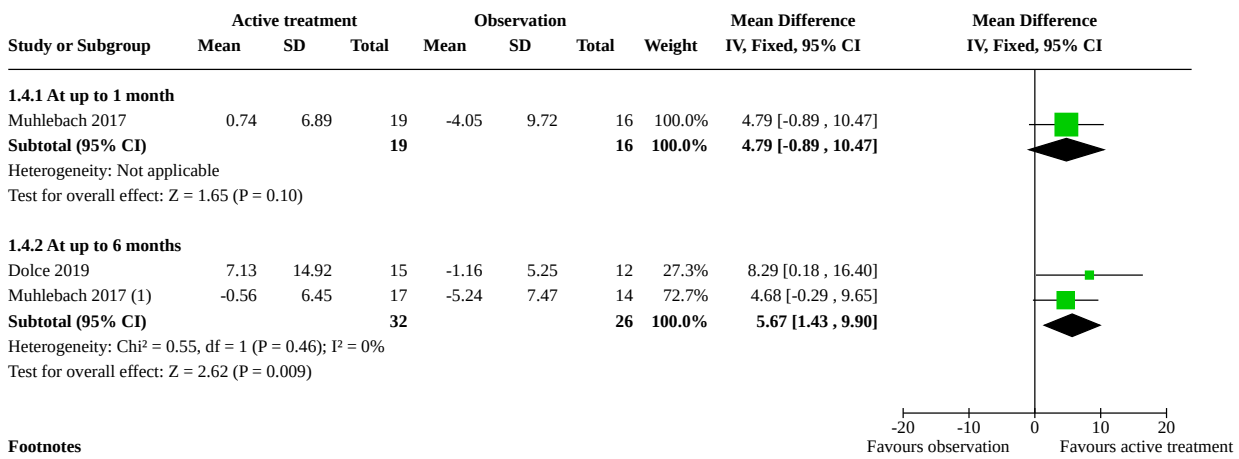 Active treatment Observation Mean Difference Mean Difference
Study or Subgroup Mean SD Total Mean SD Total Weight IV, Fixed, 95% CI IV, Fixed, 95% CI
1.4.1 At up to 1 month
Muhlebach 2017 0.74 6.89 19 -4.05 9.72 16 100.0% 4.79 [-0.89 , 10.47]
Subtotal (95% CI) 19 16 100.0% 4.79 [-0.89 , 10.47]
Heterogeneity: Not applicable
Test for overall effect: Z = 1.65 (P = 0.10)
1.4.2 At up to 6 months
Dolce 2019 7.13 14.92 15 -1.16 5.25 12 27.3% 8.29 [0.18 , 16.40]
Muhlebach 2017 (1) -0.56 6.45 17 -5.24 7.47 14 72.7% 4.68 [-0.29 , 9.65]
Subtotal (95% CI) 32 26 100.0% 5.67 [1.43 , 9.90]
Heterogeneity: Chi² = 0.55, df = 1 (P = 0.46); I² = 0%
Test for overall effect: Z = 2.62 (P = 0.009)
-20 -10 0 10 20
Footnotes Favours observation Favours active treatment